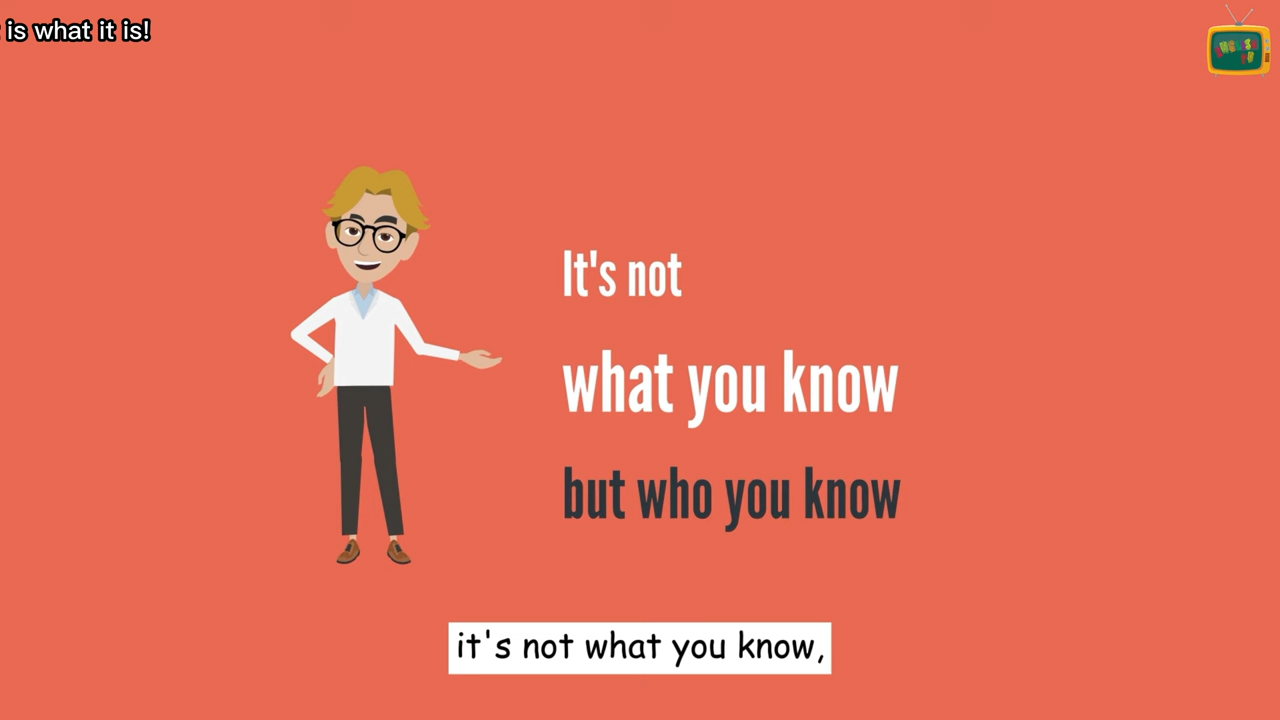 is what it is!
It's not
what you know
but who you know
it's not what you know,